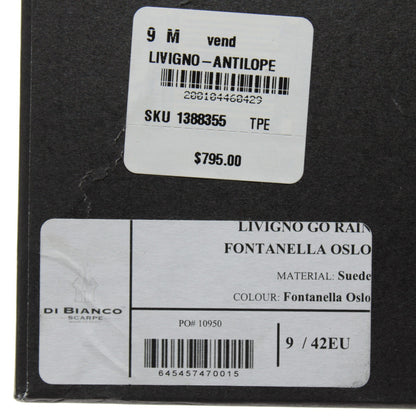 9 M vend
LIVIGNO-ANTILOPE
200104460429
SKU 1388355 TPE
$795.00
LIVIGNO GO RAIN
FONTANELLA OSLO
MATERIAL: Suede
COLOUR: Fontanella Oslo
DI BIANCO
SCARPE
PO# 10950
9 / 42EU
645457470015